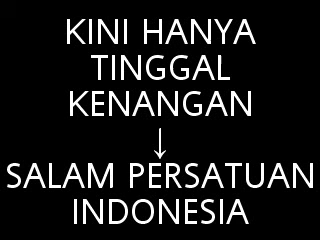 KINI HANYA
TINGGAL
KENANGAN
↓
SALAM PERSATUAN
INDONESIA